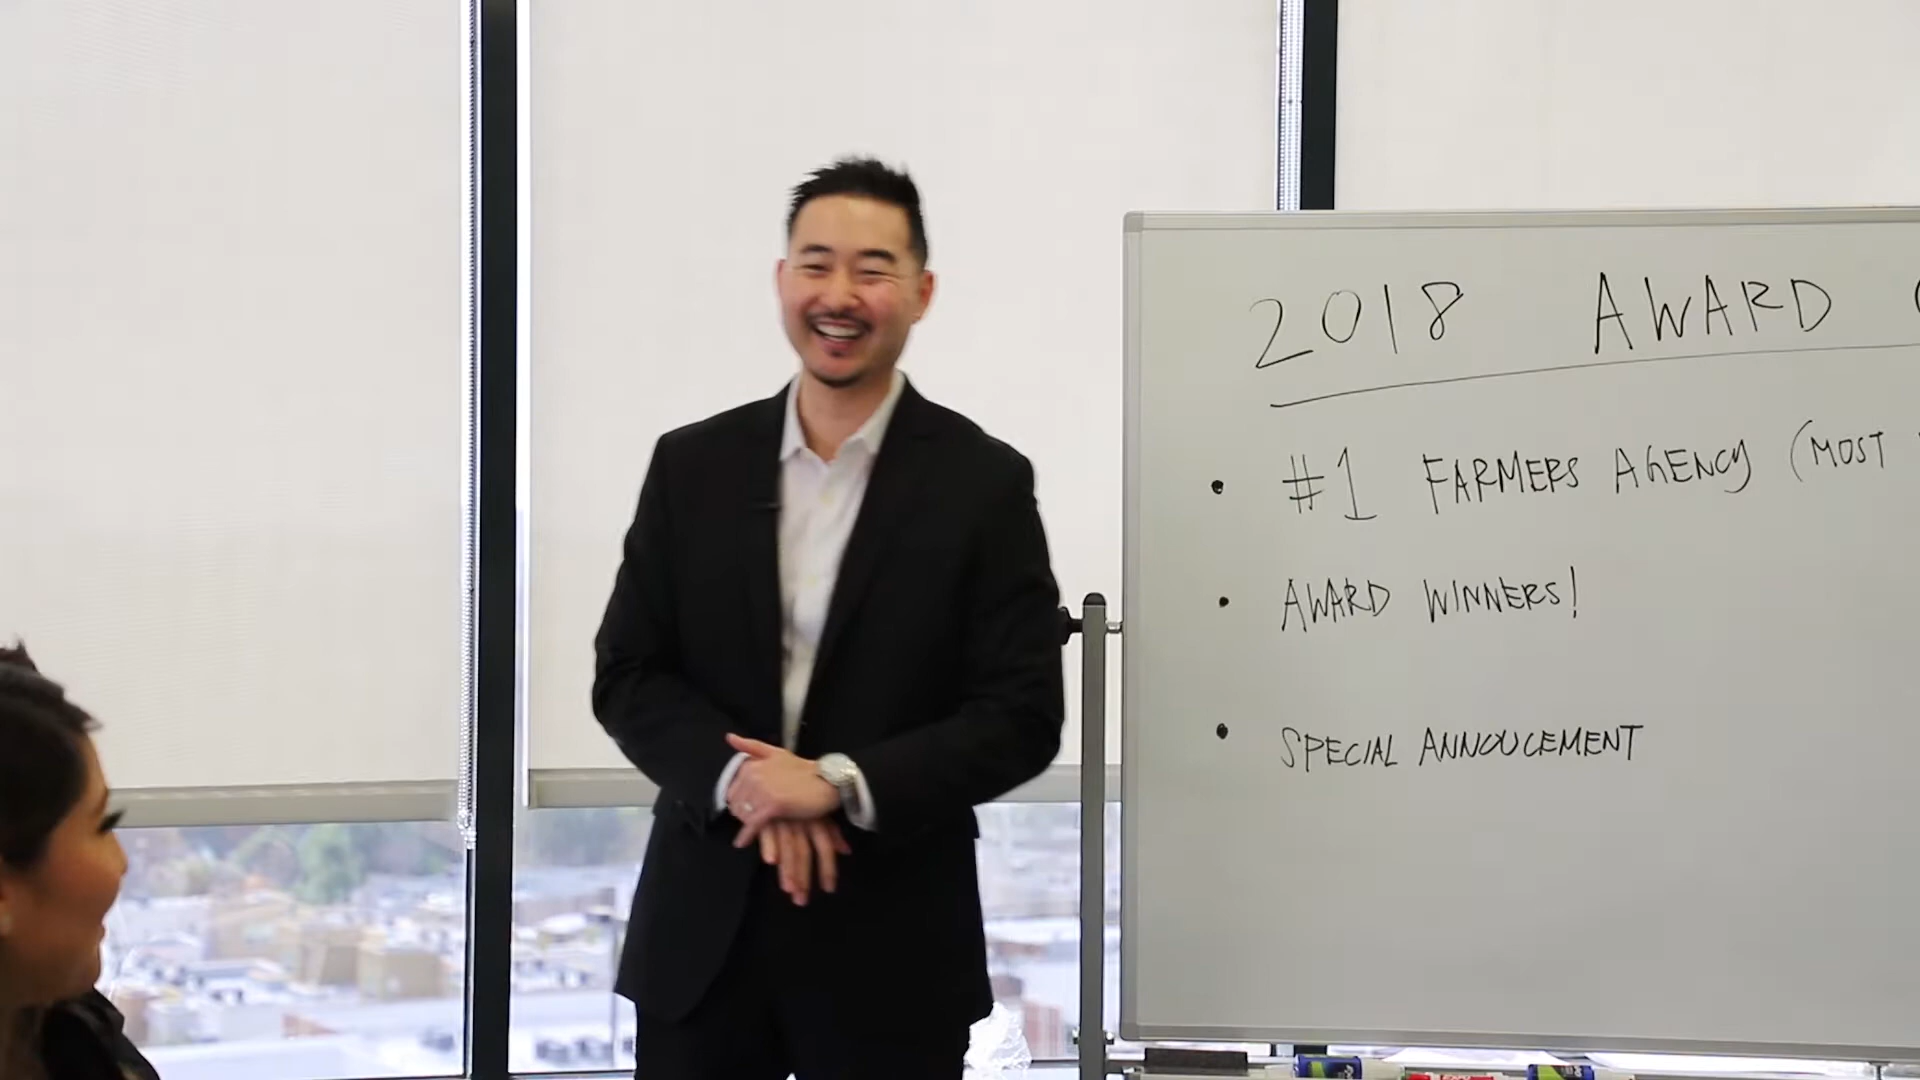 2018 AWARD
• #1 FARMERS AGENCY (MOST
• AWARD WINNERS!
• SPECIAL ANNOUCEMENT